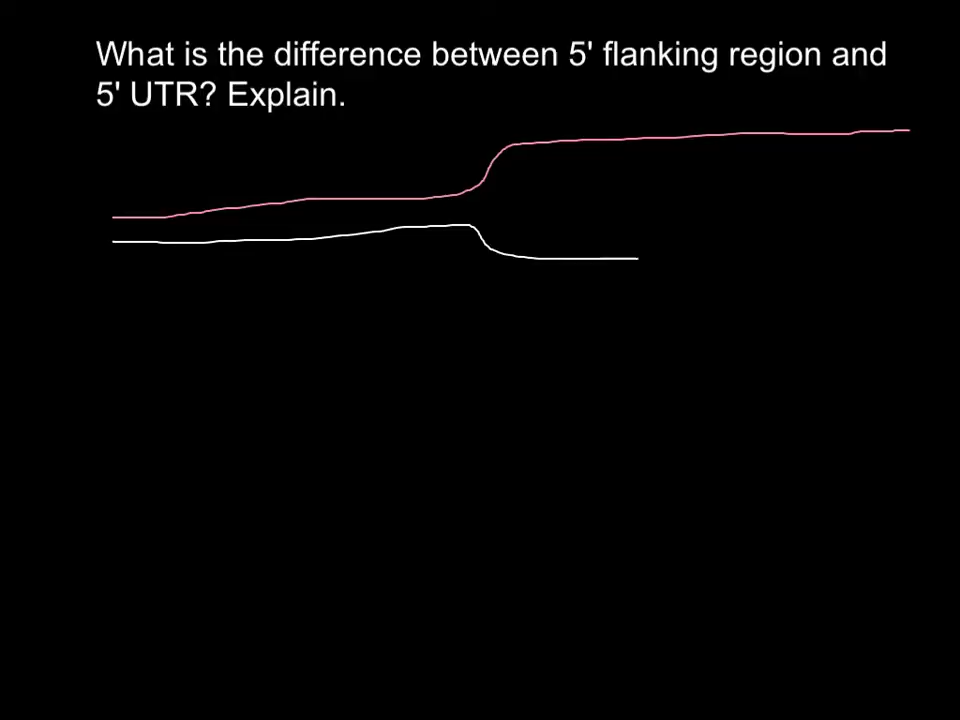 What is the difference between 5' flanking region and
5' UTR? Explain.